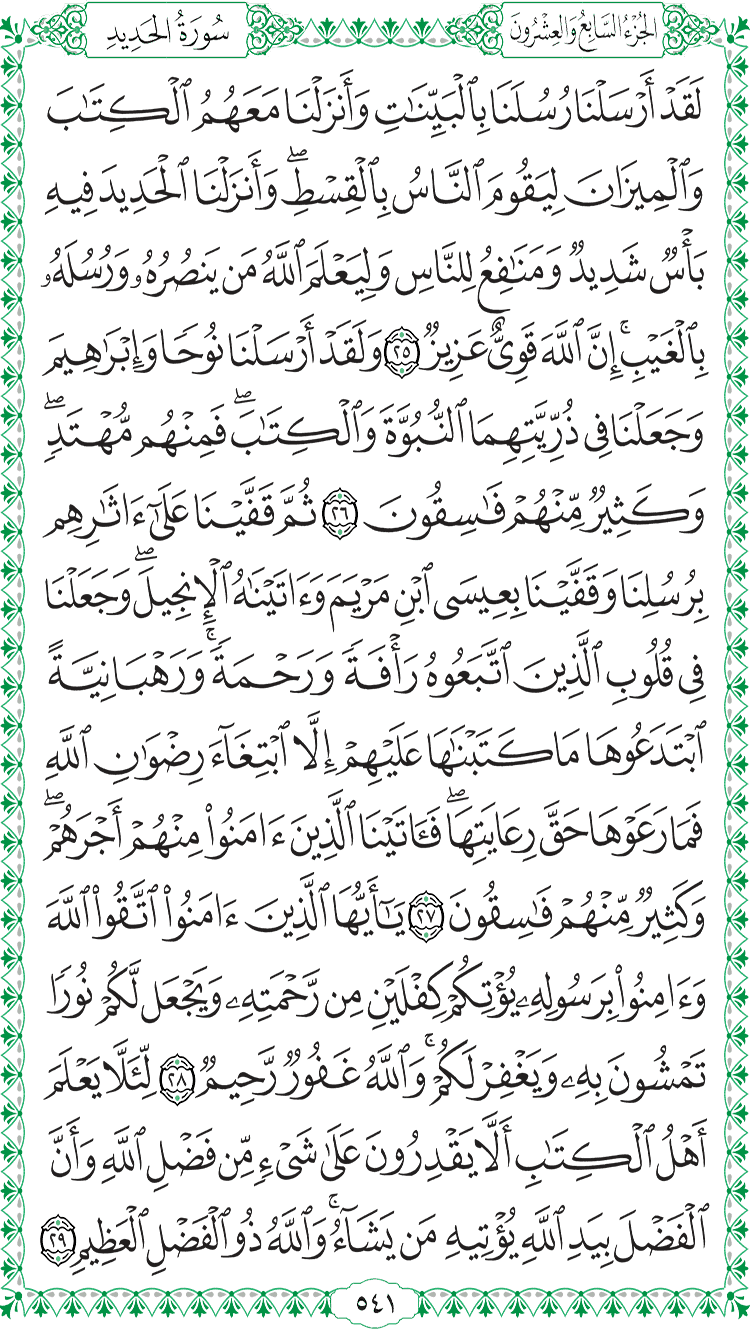 الجُزْءُ السَّابِعُ وَالعِشْرُونَ
سُورَةُ الحَدِيدِ
لَقَدْ أَرْسَلْنَا رُسُلَنَا بِٱلْبَيِّنَٰتِ وَأَنزَلْنَا مَعَهُمُ ٱلْكِتَٰبَ
وَٱلْمِيزَانَ لِيَقُومَ ٱلنَّاسُ بِٱلْقِسْطِۖ وَأَنزَلْنَا ٱلْحَدِيدَ فِيهِ
بَأْسٌ شَدِيدٌ وَمَنَٰفِعُ لِلنَّاسِ وَلِيَعْلَمَ ٱللَّهُ مَن يَنصُرُهُۥ وَرُسُلَهُۥ
بِٱلْغَيْبِۚ إِنَّ ٱللَّهَ قَوِىٌّ عَزِيزٌ ٢٥ وَلَقَدْ أَرْسَلْنَا نُوحًا وَإِبْرَٰهِيمَ
وَجَعَلْنَا فِى ذُرِّيَّتِهِمَا ٱلنُّبُوَّةَ وَٱلْكِتَٰبَۖ فَمِنْهُم مُّهْتَدٍۖ
وَكَثِيرٌ مِّنْهُمْ فَٰسِقُونَ ٢٦ ثُمَّ قَفَّيْنَا عَلَىٰٓ ءَاثَٰرِهِم
بِرُسُلِنَا وَقَفَّيْنَا بِعِيسَى ٱبْنِ مَرْيَمَ وَءَاتَيْنَٰهُ ٱلْإِنجِيلَۖ وَجَعَلْنَا
فِى قُلُوبِ ٱلَّذِينَ ٱتَّبَعُوهُ رَأْفَةً وَرَحْمَةًۚ وَرَهْبَانِيَّةً
ٱبْتَدَعُوهَا مَا كَتَبْنَٰهَا عَلَيْهِمْ إِلَّا ٱبْتِغَآءَ رِضْوَٰنِ ٱللَّهِ
فَمَا رَعَوْهَا حَقَّ رِعَايَتِهَاۖ فَـَٔاتَيْنَا ٱلَّذِينَ ءَامَنُوا۟ مِنْهُمْ أَجْرَهُمْۖ
وَكَثِيرٌ مِّنْهُمْ فَٰسِقُونَ ٢٧ يَٰٓأَيُّهَا ٱلَّذِينَ ءَامَنُوا۟ ٱتَّقُوا۟ ٱللَّهَ
وَءَامِنُوا۟ بِرَسُولِهِۦ يُؤْتِكُمْ كِفْلَيْنِ مِن رَّحْمَتِهِۦ وَيَجْعَل لَّكُمْ نُورًا
تَمْشُونَ بِهِۦ وَيَغْفِرْ لَكُمْۚ وَٱللَّهُ غَفُورٌ رَّحِيمٌ ٢٨ لِّئَلَّا يَعْلَمَ
أَهْلُ ٱلْكِتَٰبِ أَلَّا يَقْدِرُونَ عَلَىٰ شَىْءٍ مِّن فَضْلِ ٱللَّهِ وَأَنَّ
ٱلْفَضْلَ بِيَدِ ٱللَّهِ يُؤْتِيهِ مَن يَشَآءُۚ وَٱللَّهُ ذُو ٱلْفَضْلِ ٱلْعَظِيمِ ٢٩
٥٤١